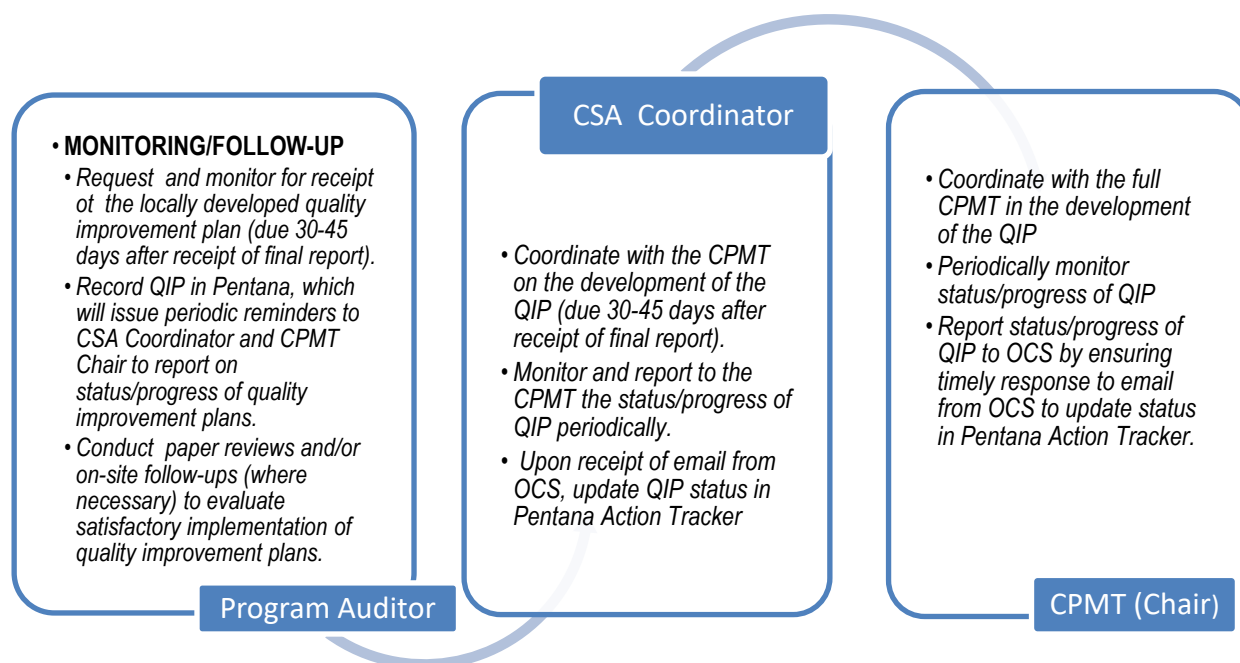 • MONITORING/FOLLOW-UP
• Request and monitor for receipt
ot the locally developed quality
improvement plan (due 30-45
days after receipt of final report).
• Record QIP in Pentana, which
will issue periodic reminders to
CSA Coordinator and CPMT
Chair to report on
status/progress of quality
improvement plans.
• Conduct paper reviews and/or
on-site follow-ups (where
necessary) to evaluate
satisfactory implementation of
quality improvement plans.
Program Auditor
CSA Coordinator
• Coordinate with the CPMT
on the development of the
QIP (due 30-45 days after
receipt of final report).
• Monitor and report to the
CPMT the status/progress of
QIP periodically.
• Upon receipt of email from
OCS, update QIP status in
Pentana Action Tracker
• Coordinate with the full
CPMT in the development
of the QIP
• Periodically monitor
status/progress of QIP
• Report status/progress of
QIP to OCS by ensuring
timely response to email
from OCS to update status
in Pentana Action Tracker.
CPMT (Chair)